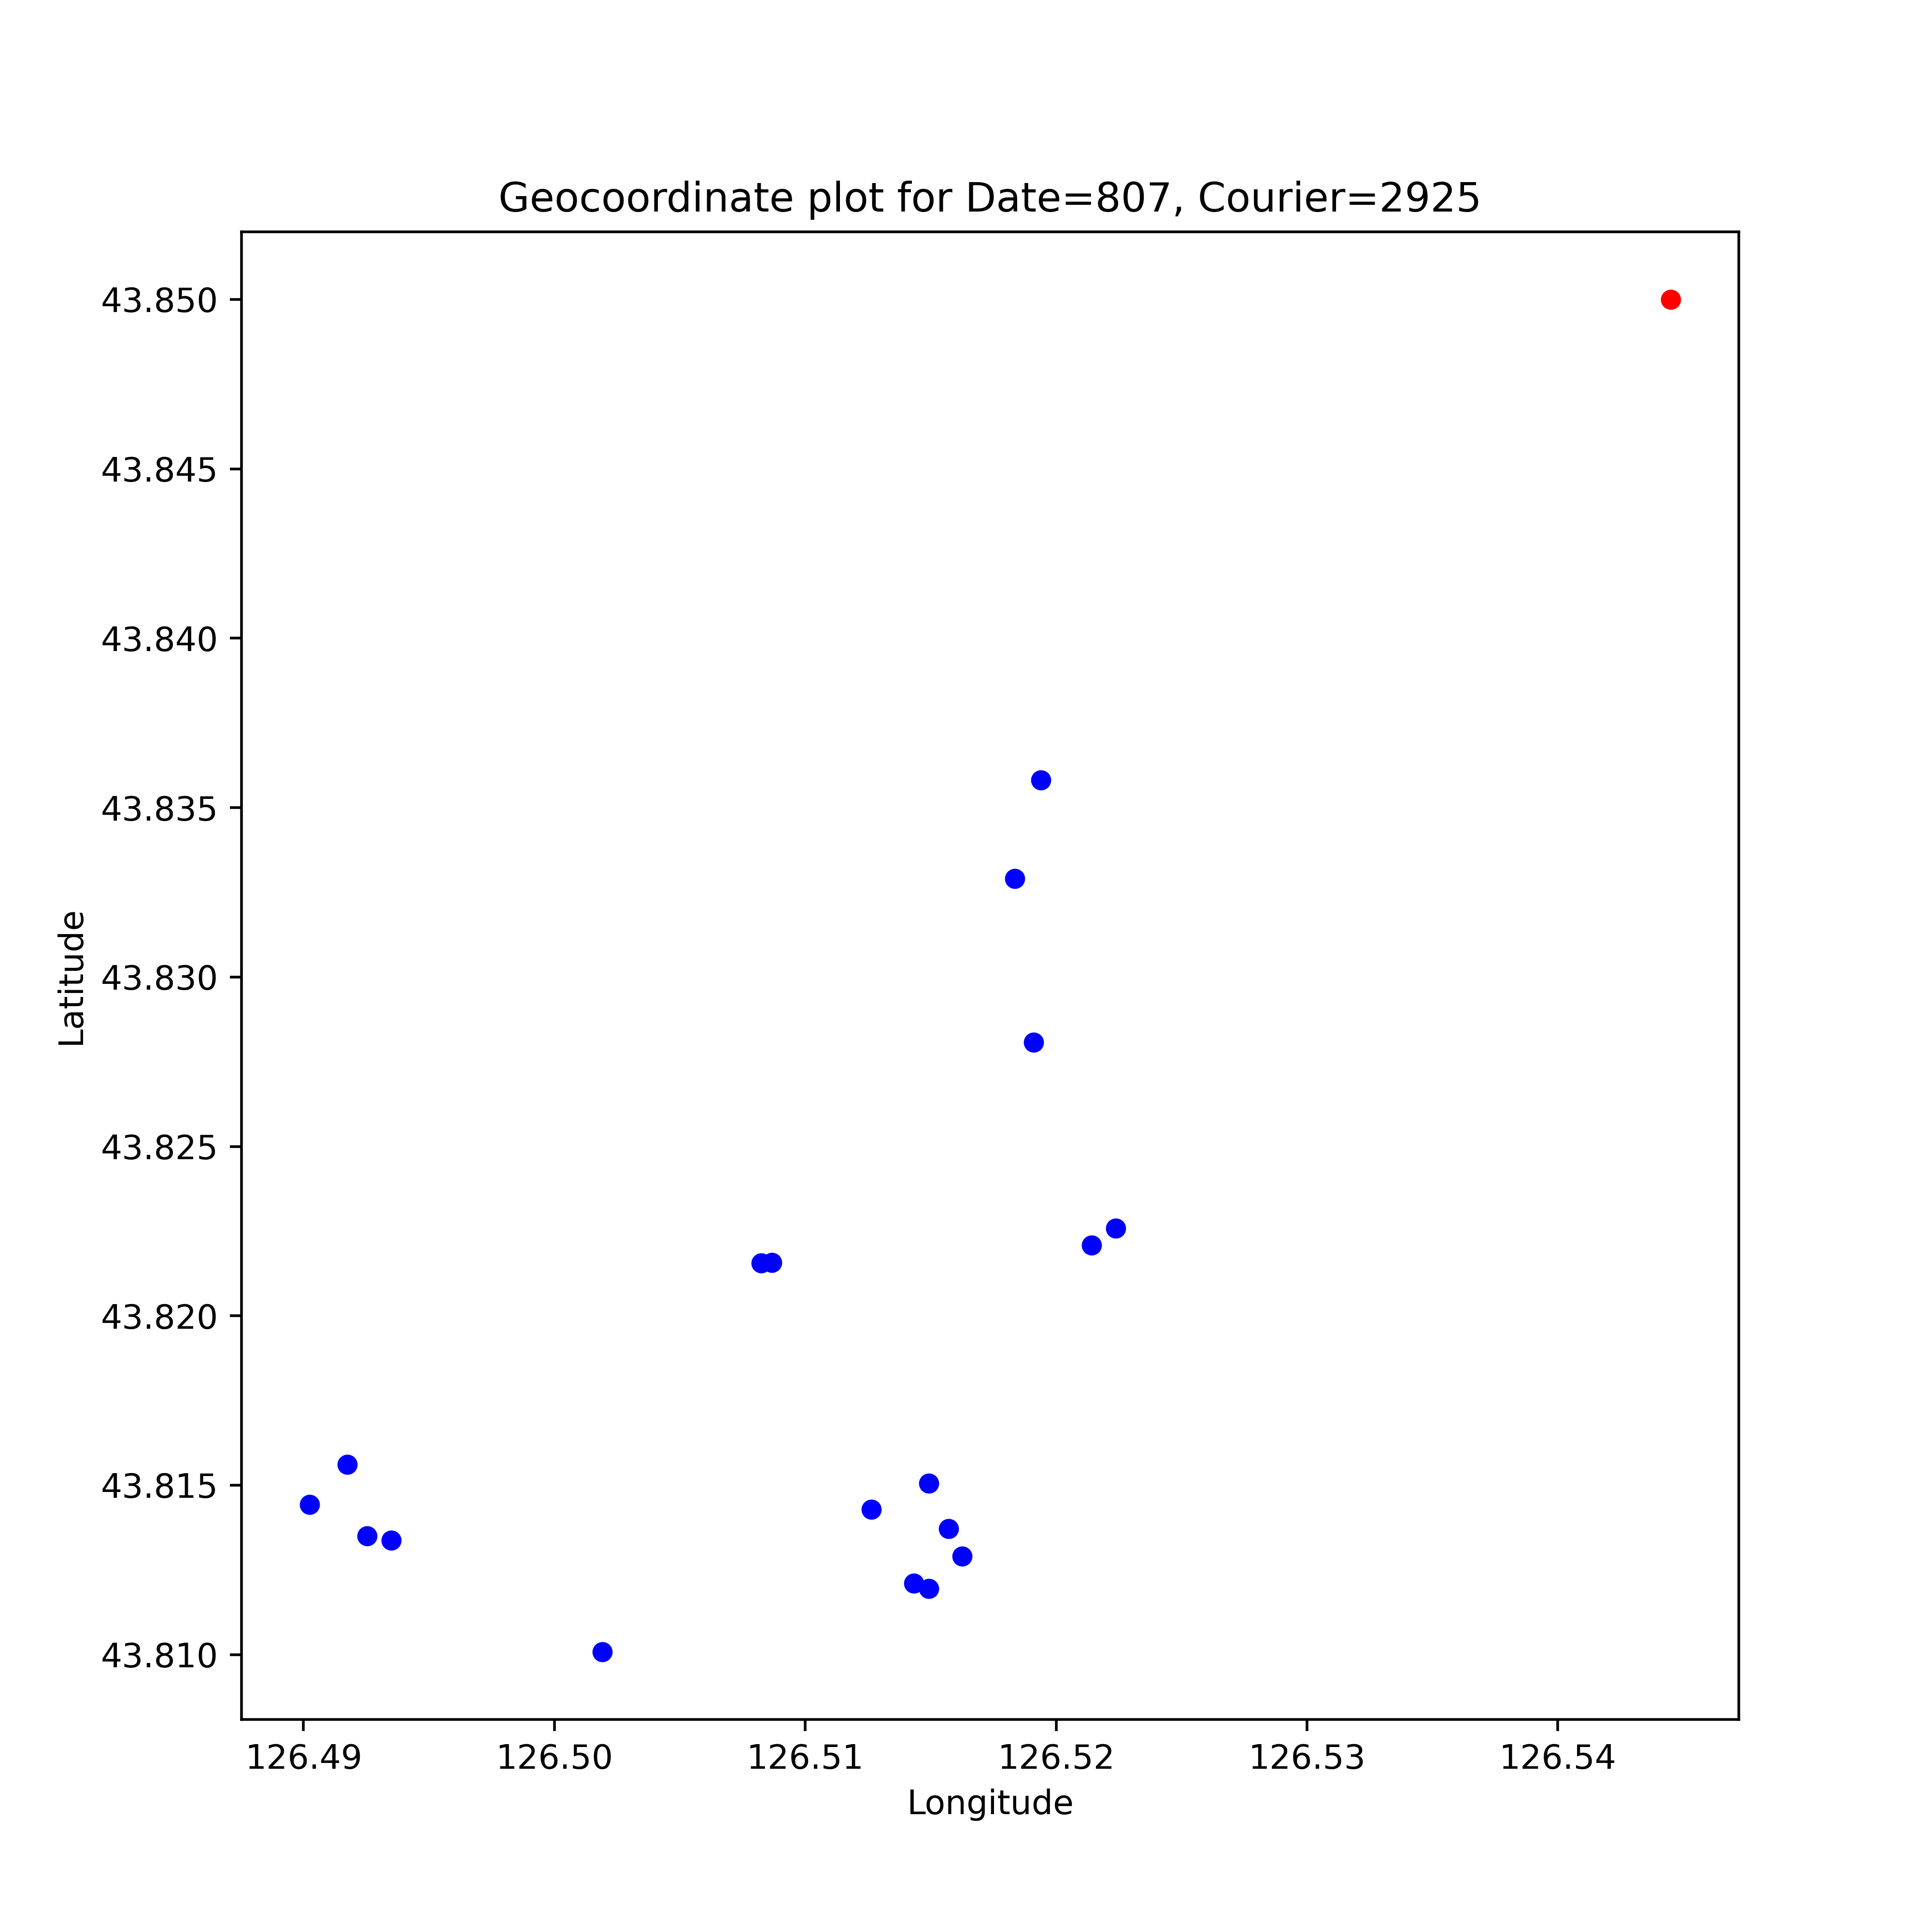 Geocoordinate plot for Date=807, Courier=2925
43.850
43.845
43.840
43.835
43.830
43.825
43.820
43.815
43.810
Latitude
126.49 126.50 126.51 126.52 126.53 126.54
Longitude